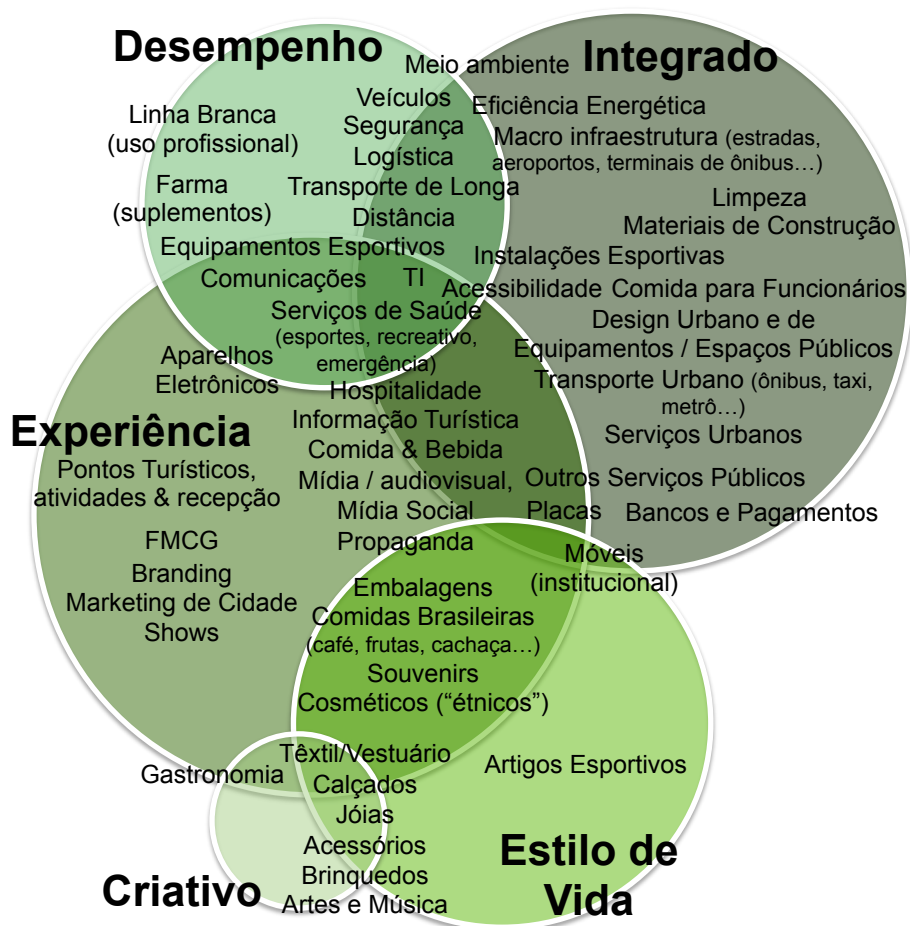 Desempenho
Integrado
Meio ambiente
Veículos
Segurança
Logística
Transporte de Longa
Distância
Linha Branca
(uso profissional)
Farma
(suplementos)
Equipamentos Esportivos
Comunicações
TI
Serviços de Saúde
(esportes, recreativo,
emergência)
Eficiência Energética
Macro infraestrutura (estradas,
aeroportos, terminais de ônibus…)
Limpeza
Materiais de Construção
Instalações Esportivas
Acessibilidade
Comida para Funcionários
Design Urbano e de
Equipamentos / Espaços Públicos
Transporte Urbano (ônibus, taxi,
metrô…)
Serviços Urbanos
Outros Serviços Públicos
Placas
Bancos e Pagamentos
Aparelhos
Eletrônicos
Experiência
Pontos Turísticos,
atividades & recepção
FMCG
Branding
Marketing de Cidade
Shows
Hospitalidade
Informação Turística
Comida & Bebida
Mídia / audiovisual,
Mídia Social
Propaganda
Móveis
(institucional)
Embalagens
Comidas Brasileiras
(café, frutas, cachaça…)
Souvenirs
Cosméticos (“étnicos”)
Gastronomia
Têxtil/Vestuário
Calçados
Jóias
Acessórios
Brinquedos
Artes e Música
Artigos Esportivos
Criativo
Estilo de
Vida